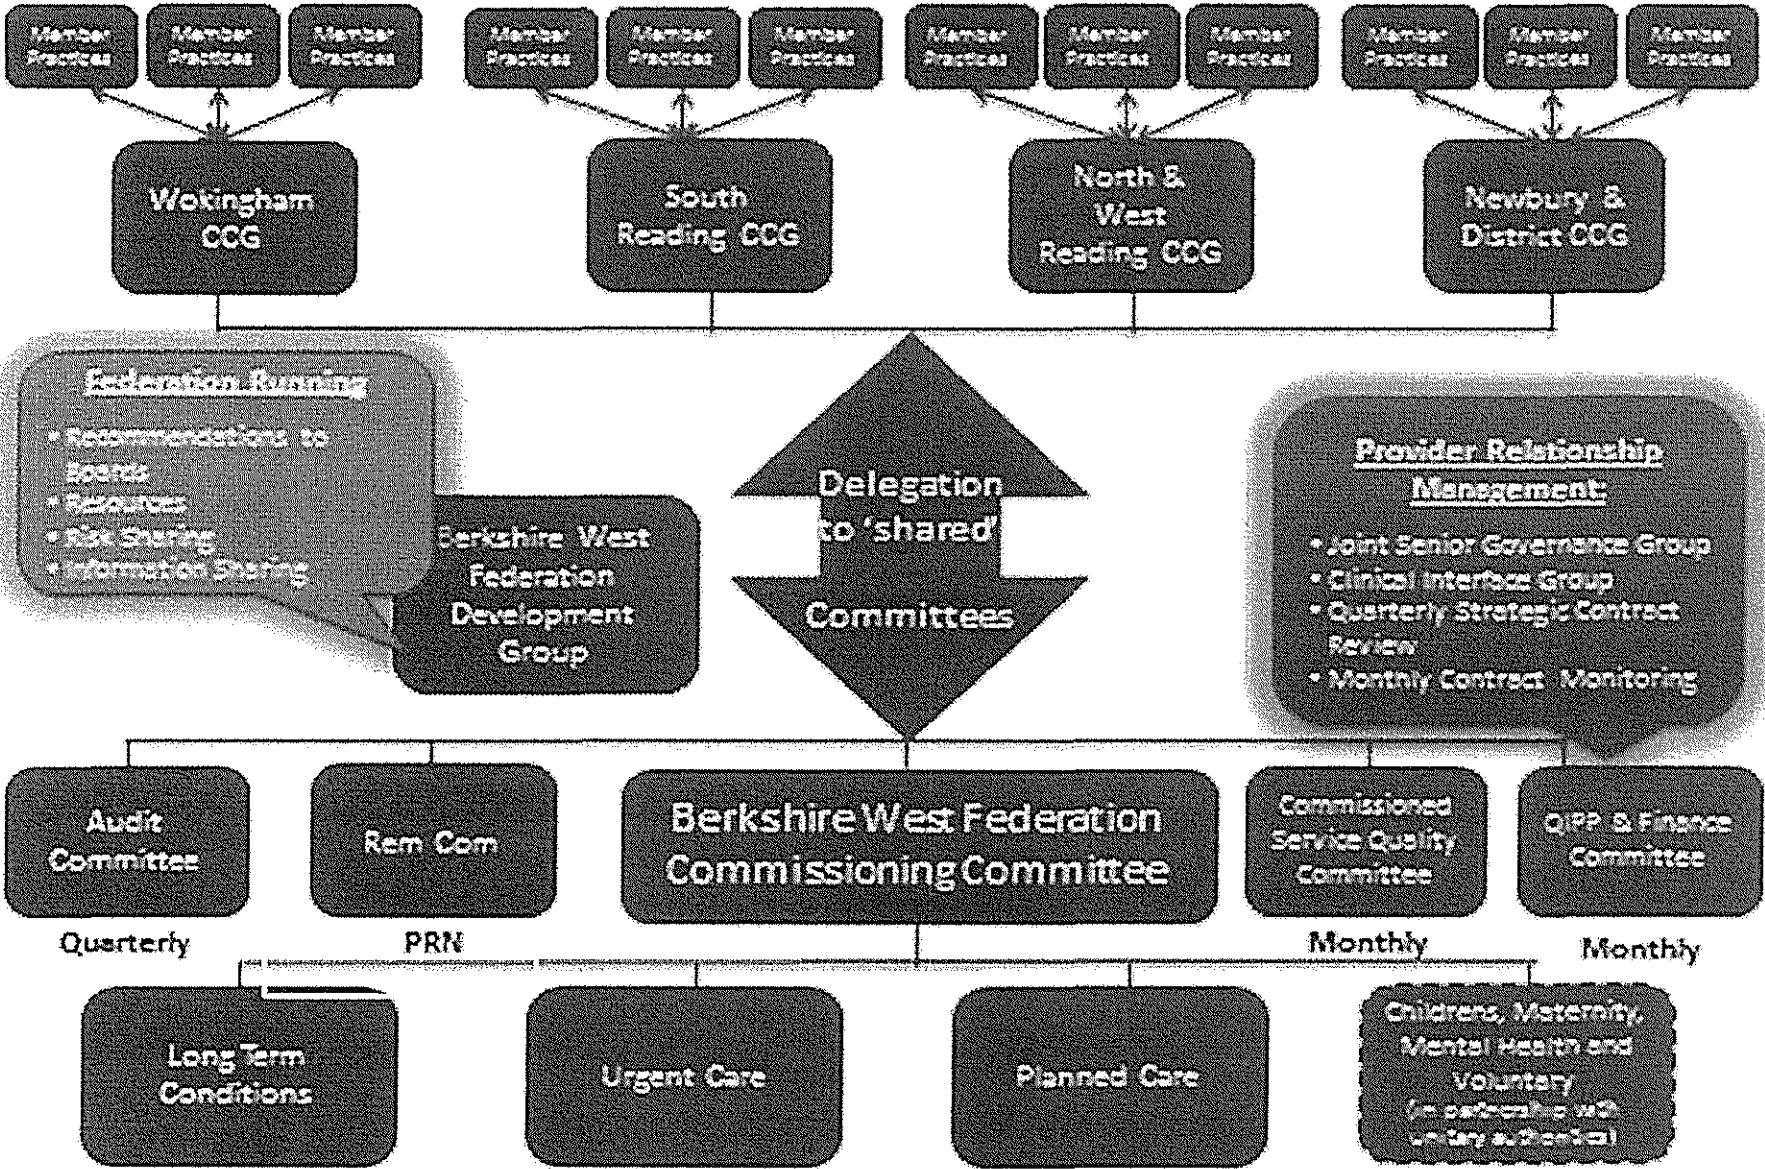 Member
Practices
Member
Practices
Member
Practices
Member
Practices
Member
Practices
Member
Practices
Member
Practices
Member
Practices
Member
Practices
Member
Practices
Member
Practices
Member
Practices
Wokingham
CCG
South
Reading CCG
North &
West
Reading CCG
Newbury &
District CCG
Federation Running
• Recommendations to
Boards
• Resources
• Risk Sharing
• Information Sharing
Berkshire West
Federation
Development
Group
Delegation
to ‘shared’
Committees
Provider Relationship
Management:
• Joint Senior Governance Group
• Clinical Interface Group
• Quarterly Strategic Contract
Review
• Monthly Contract Monitoring
Audit
Committee
Quarterly
Rem Com
PRN
Berkshire West Federation
Commissioning Committee
Commissioned
Service Quality
Committee
Monthly
QIPP & Finance
Committee
Monthly
Long Term
Conditions
Urgent Care
Planned Care
Childrens, Maternity,
Mental Health and
Voluntary
(in partnership with
unitary authorities)